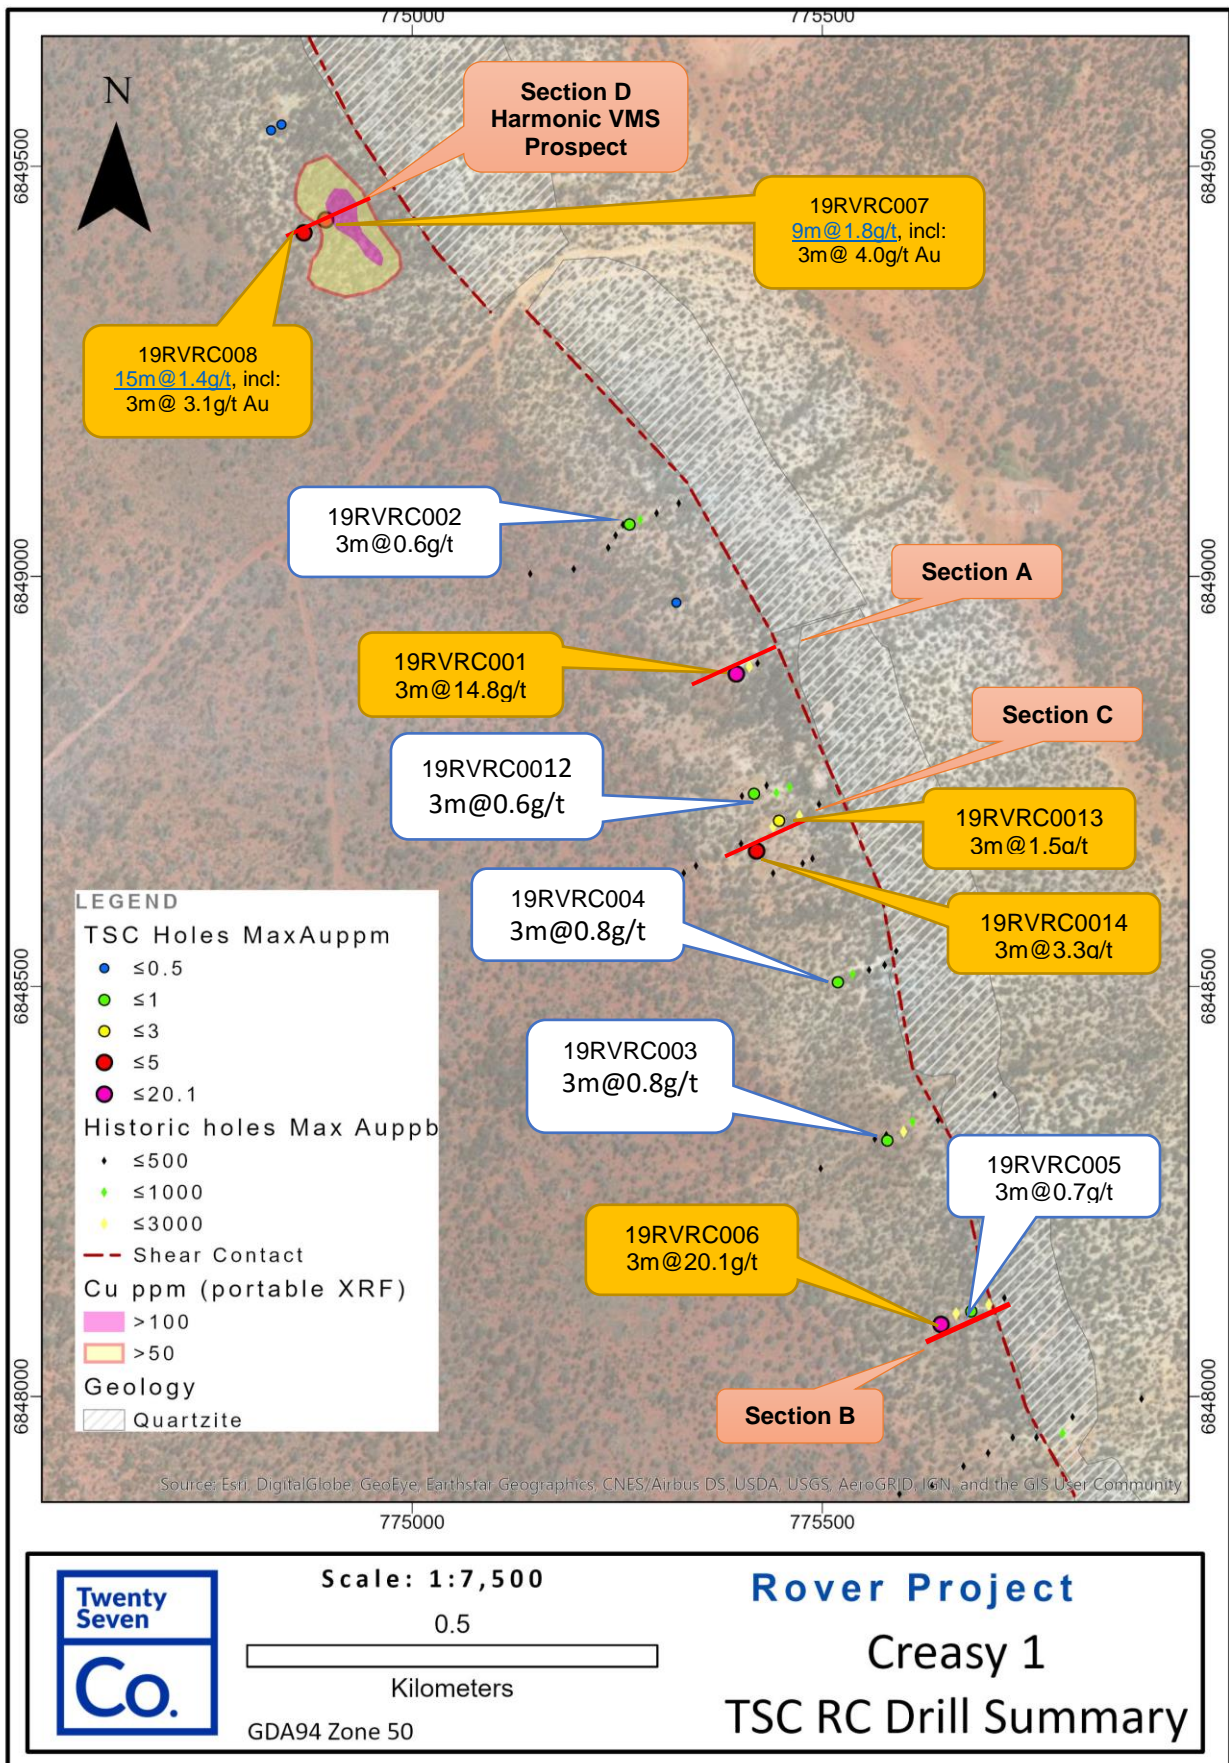 775000
775500
N
Section D
Harmonic VMS
Prospect
6849500
6849500
19RVRC007
9m@1.8g/t, incl:
3m@ 4.0g/t Au
19RVRC008
15m@1.4g/t, incl:
3m@ 3.1g/t Au
19RVRC002
3m@0.6g/t
Section A
6849000
6849000
19RVRC001
3m@14.8g/t
Section C
19RVRC0012
3m@0.6g/t
19RVRC0013
3m@1.5g/t
19RVRC004
3m@0.8g/t
19RVRC0014
3m@3.3g/t
6848500
6848500
19RVRC003
3m@0.8g/t
19RVRC005
3m@0.7g/t
19RVRC006
3m@20.1g/t
Section B
6848000
6848000
LEGEND
TSC Holes MaxAuppm
≤0.5
≤1
≤3
≤5
≤20.1
Historic holes Max Auppb
≤500
≤1000
≤3000
Shear Contact
Cu ppm (portable XRF)
>100
>50
Geology
Quartzite
Source: Esri, DigitalGlobe, GeoEye, Earthstar Geographics, CNES/Airbus DS, USDA, USGS, AeroGRID, IGN, and the GIS User Community
775000
775500
Twenty
Seven
Co.
Scale: 1:7,500
0.5
Kilometers
GDA94 Zone 50
Rover Project
Creasy 1
TSC RC Drill Summary